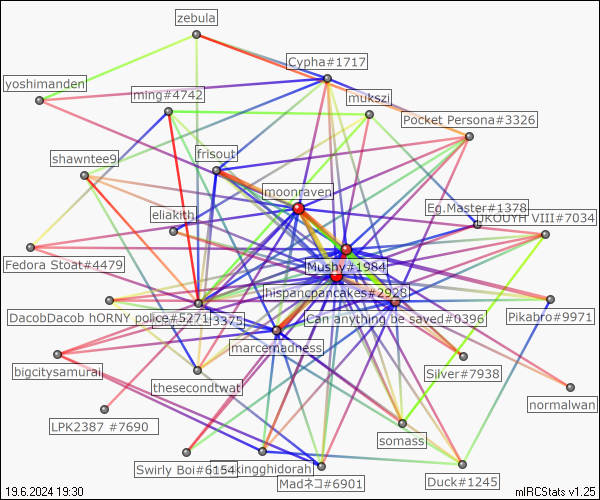 zebula
Cypha#1717
yoshimanden
ming#4742
mukszi
Pocket Persona#3326
shawntee9
frisout
moonraven
eliakith
Eg.Master#1378
VIII#7034
Fedora Stoat#4479
Mushy#1984
hispancpancakes#2928
DacobDacob hORNY police#5271
3375
Can anything be saved#0396
Pikabro#9971
marcemadness
bigcitysamurai
thesecondtwat
Silver#7938
normalwan
LPK2387 #7690
somass
Swirly Boi#6154
kingghidorah
Madネコ#6901
Duck#1245
19.6.2024 19:30
mIRCStats v1.25